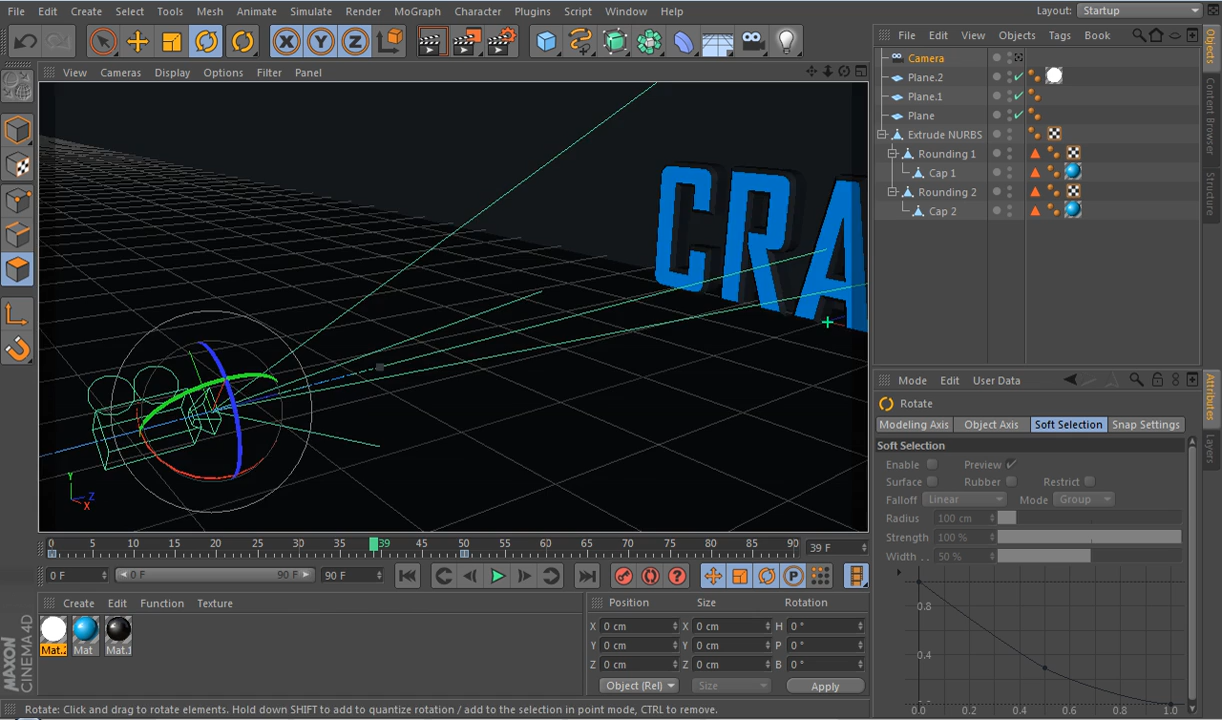 File Edit Create Select Tools Mesh Animate Simulate Render MoGraph Character Plugins Script Window Help
Layout: Startup
X Y Z
View Cameras Display Options Filter Panel
CRA
Y
Z
X
File Edit View Objects Tags Book
Camera
Plane.2
Plane.1
Plane
Extrude NURBS
Rounding 1
Cap 1
Rounding 2
Cap 2
Objects
Content Browser
Structure
Mode Edit User Data
Rotate
Modeling Axis Object Axis Soft Selection Snap Settings
Soft Selection
Enable Preview
Surface Rubber Restrict
Falloff Linear Mode Group
Radius 100 cm
Strength 100 %
Width . . 50 %
0.8
0.4
0.0 0.2 0.4 0.6 0.8 1.0
Attributes
Layers
0 5 10 15 20 25 30 39 45 50 55 60 65 70 75 80 85 90
39 F
0 F 0 F 90 F 90 F
P
Create Edit Function Texture
Mat.2 Mat Mat.1
MAXON
CINEMA 4D
Position Size Rotation
X 0 cm X 0 cm H 0 °
Y 0 cm Y 0 cm P 0 °
Z 0 cm Z 0 cm B 0 °
Object (Rel) Size Apply
Rotate: Click and drag to rotate elements. Hold down SHIFT to add to quantize rotation / add to the selection in point mode, CTRL to remove.